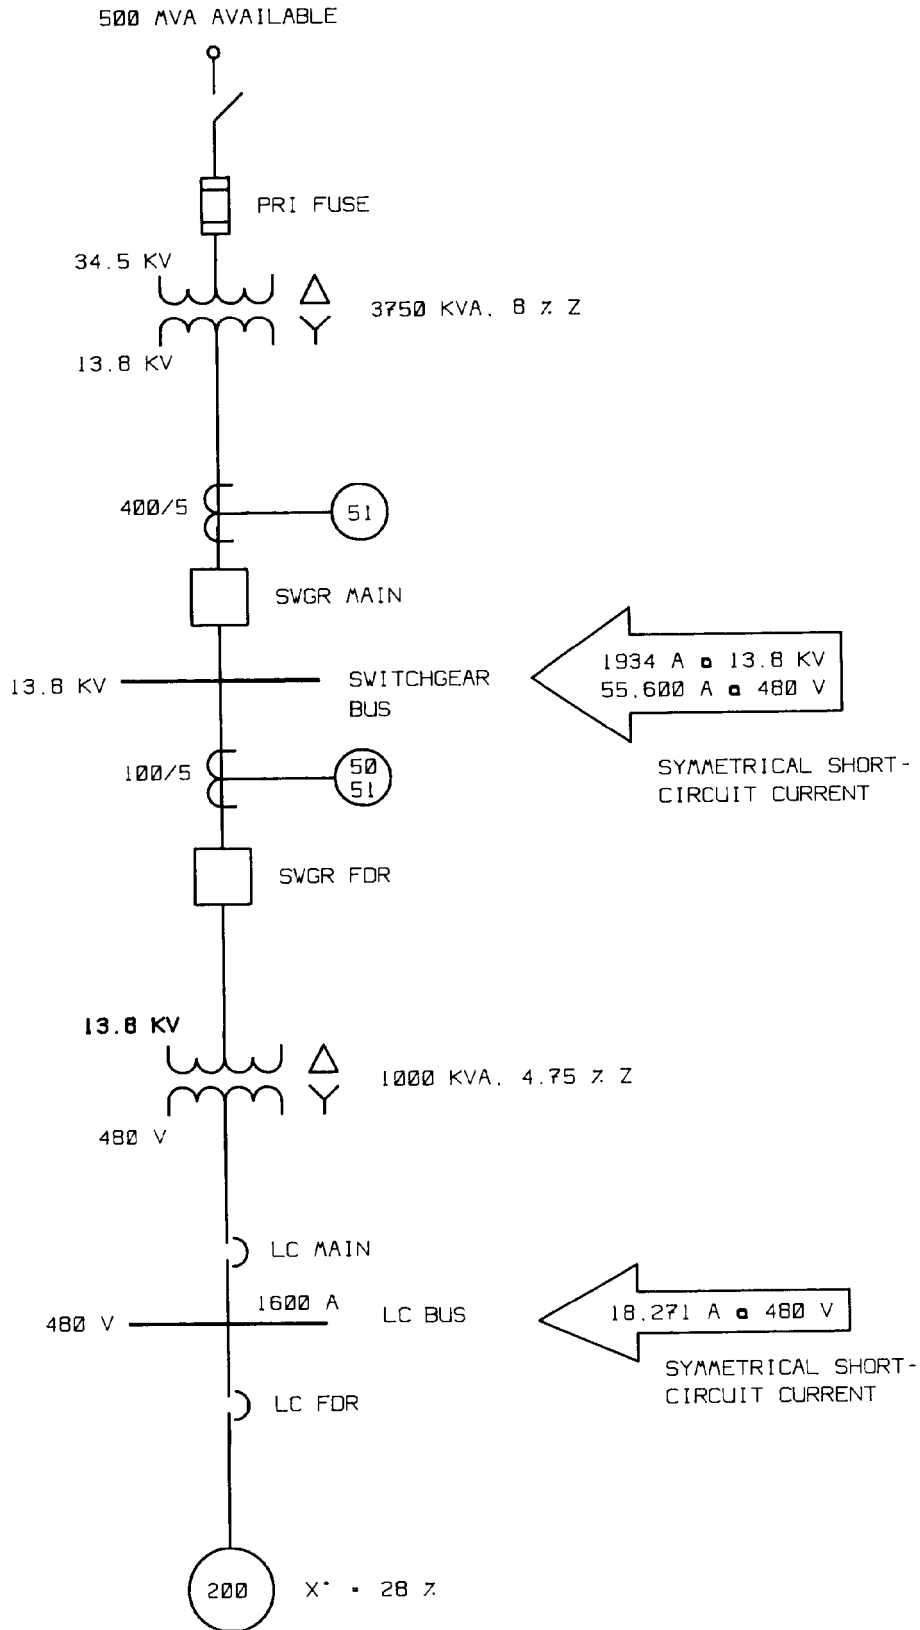 500 MVA AVAILABLE
PRI FUSE
34.5 KV
3750 KVA, 8 % Z
13.8 KV
400/5
51
SWGR MAIN
1934 A @ 13.8 KV
55,600 A @ 480 V
13.8 KV
SWITCHGEAR
BUS
100/5
50
51
SYMMETRICAL SHORT-
CIRCUIT CURRENT
SWGR FDR
13.8 KV
1000 KVA, 4.75 % Z
480 V
LC MAIN
1600 A
480 V
LC BUS
18,271 A @ 480 V
SYMMETRICAL SHORT-
CIRCUIT CURRENT
LC FDR
200
X' = 28 %